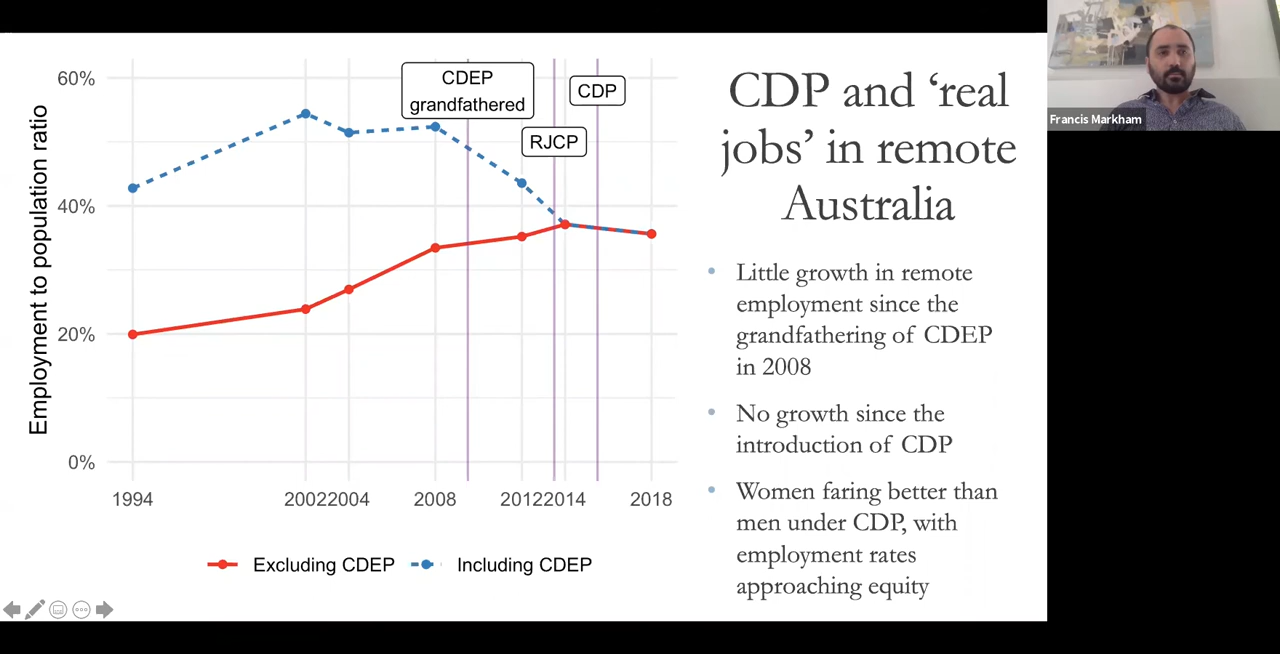 60%
40%
20%
0%
Employment to population ratio
CDEP
grandfathered
RJCP
CDP
1994
2002
2004
2008
2012
2014
2018
Excluding CDEP
Including CDEP
CDP and ‘real
jobs’ in remote
Australia
• Little growth in remote
employment since the
grandfathering of CDEP
in 2008
• No growth since the
introduction of CDP
• Women faring better than
men under CDP, with
employment rates
approaching equity
Francis Markham